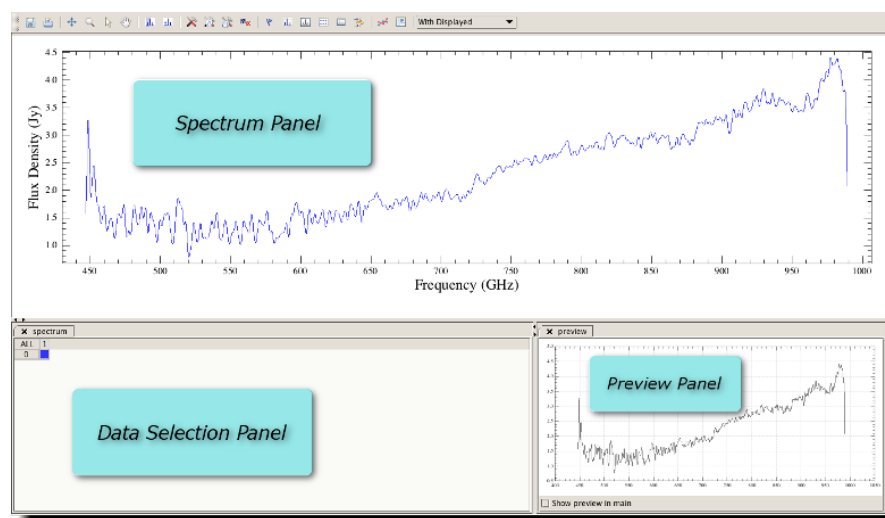 With Displayed
4.5
4.0
3.5
3.0
2.5
2.0
1.5
1.0
Flux Density (Jy)
Spectrum Panel
450 500 550 600 650 700 750 800 850 900 950 1000
Frequency (GHz)
spectrum
ALL 1
0
Data Selection Panel
preview
Preview Panel
Show preview in main